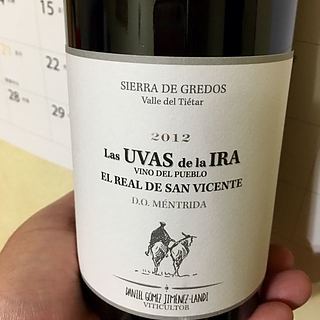 15
22
28
29
SIERRA DE GREDOS
Valle del Tiétar
2012
Las UVAS de la IRA
VINO DEL PUEBLO
EL REAL DE SAN VICENTE
D.O. MÉNTRIDA
DANIEL GÓMEZ JIMÉNEZ-LANDI
VITICULTOR